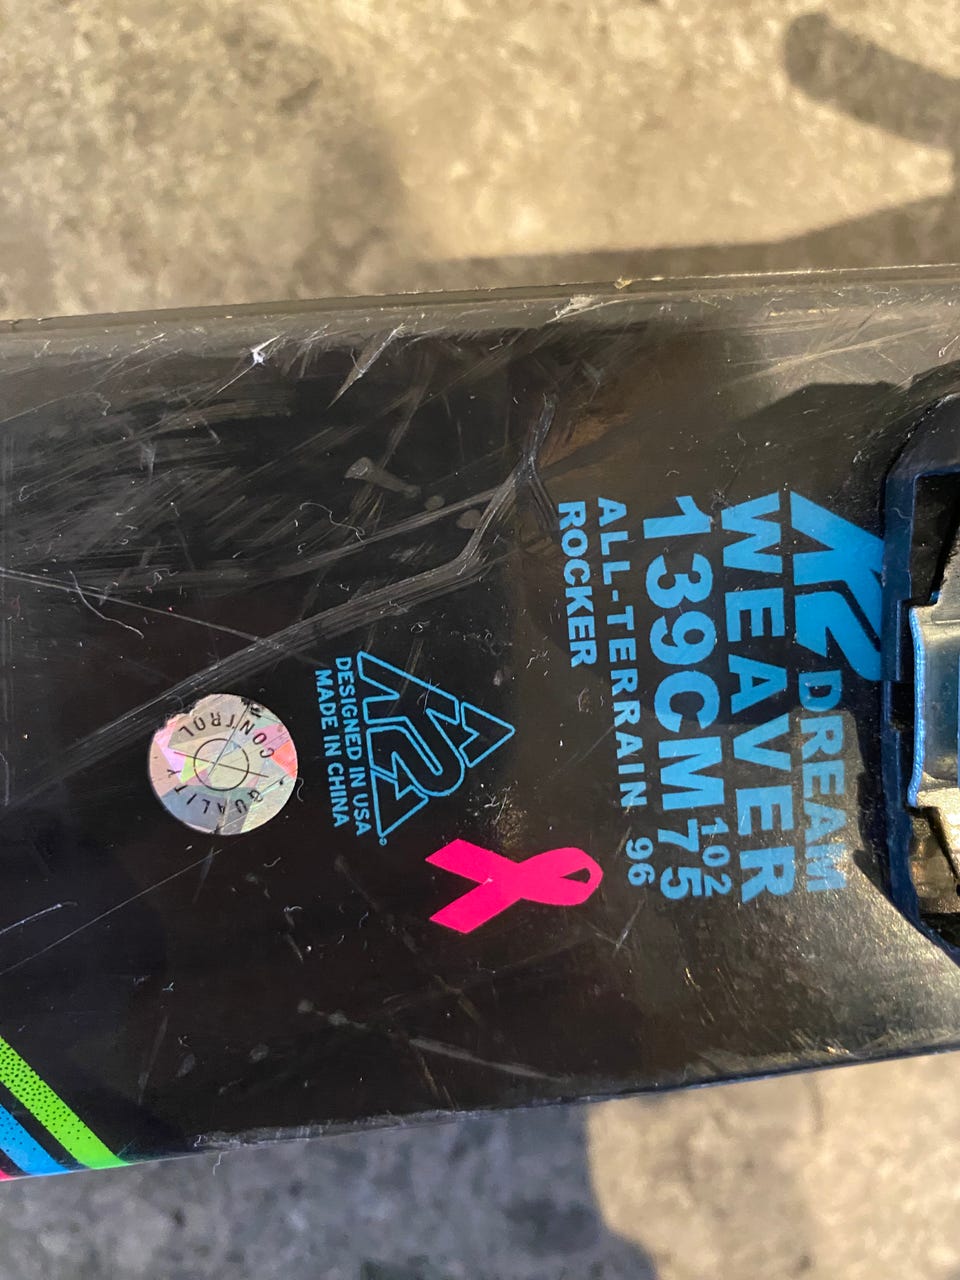 K2 DREAM
WEAVER
139CM 102 75 96
ALL-TERRAIN
ROCKER
K2
DESIGNED IN USA
MADE IN CHINA
QUALITY CONTROL